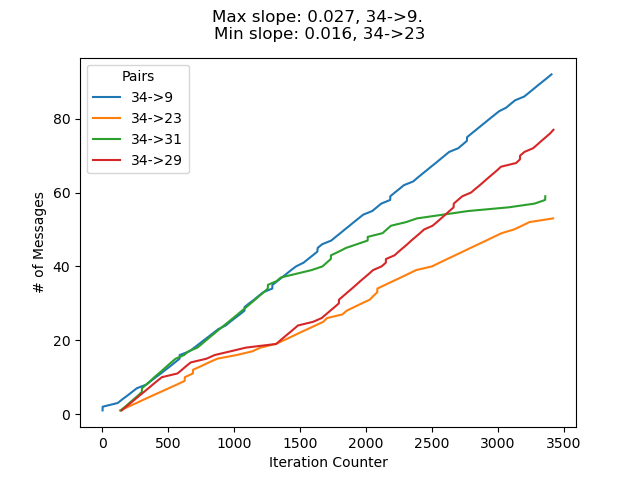 Max slope: 0.027, 34->9.
Min slope: 0.016, 34->23
Pairs
34->9
34->23
34->31
34->29
# of Messages
80
60
40
20
0
0 500 1000 1500 2000 2500 3000 3500
Iteration Counter